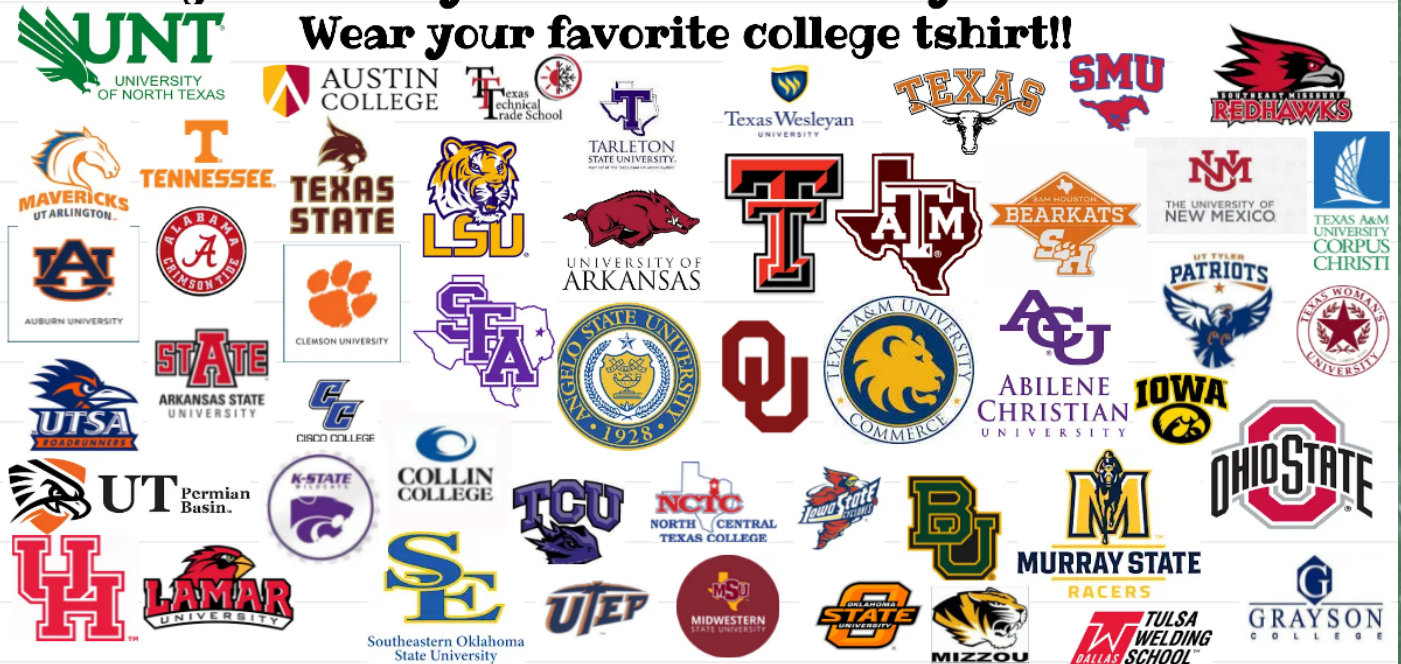 Wear your favorite college tshirt!!
UNT
UNIVERSITY
OF NORTH TEXAS
AUSTIN
COLLEGE
Texas
Technical
Trade School
T
TARLETON
STATE UNIVERSITY
Texas Wesleyan
UNIVERSITY
TEXAS
SMU
SOUTHEAST MISSOURI
REDHAWKS
MAVERICKS
UT ARLINGTON
T
TENNESSEE
TEXAS
STATE
LSU
UNIVERSITY OF
ARKANSAS
TT
ATM
SAM HOUSTON
BEARKATS
SH
NM
THE UNIVERSITY OF
NEW MEXICO
TEXAS A&M
UNIVERSITY
CORPUS
CHRISTI
AU
AUBURN UNIVERSITY
ALABAMA
A
CRIMSON TIDE
CLEMSON UNIVERSITY
SFA
ANGELO STATE UNIVERSITY
1928
OU
TEXAS A&M UNIVERSITY
COMMERCE
ACU
ABILENE
CHRISTIAN
UNIVERSITY
UT TYLER
PATRIOTS
TEXAS WOMAN'S
UNIVERSITY
UTSA
ROADRUNNERS
STATE
ARKANSAS STATE
UNIVERSITY
CC
CISCO COLLEGE
COLLIN
COLLEGE
IOWA
OHIO STATE
UT Permian
Basin
K-STATE
WILDCATS
TCU
NCTC
NORTH CENTRAL
TEXAS COLLEGE
Iowa State
CYCLONES
BU
M
MURRAY STATE
RACERS
UH
LAMAR
UNIVERSITY
SE
Southeastern Oklahoma
State University
UTEP
MSU
MIDWESTERN
STATE UNIVERSITY
OKLAHOMA
STATE
UNIVERSITY
MIZZOU
TULSA
WELDING
DALLAS SCHOOL
G
GRAYSON
COLLEGE